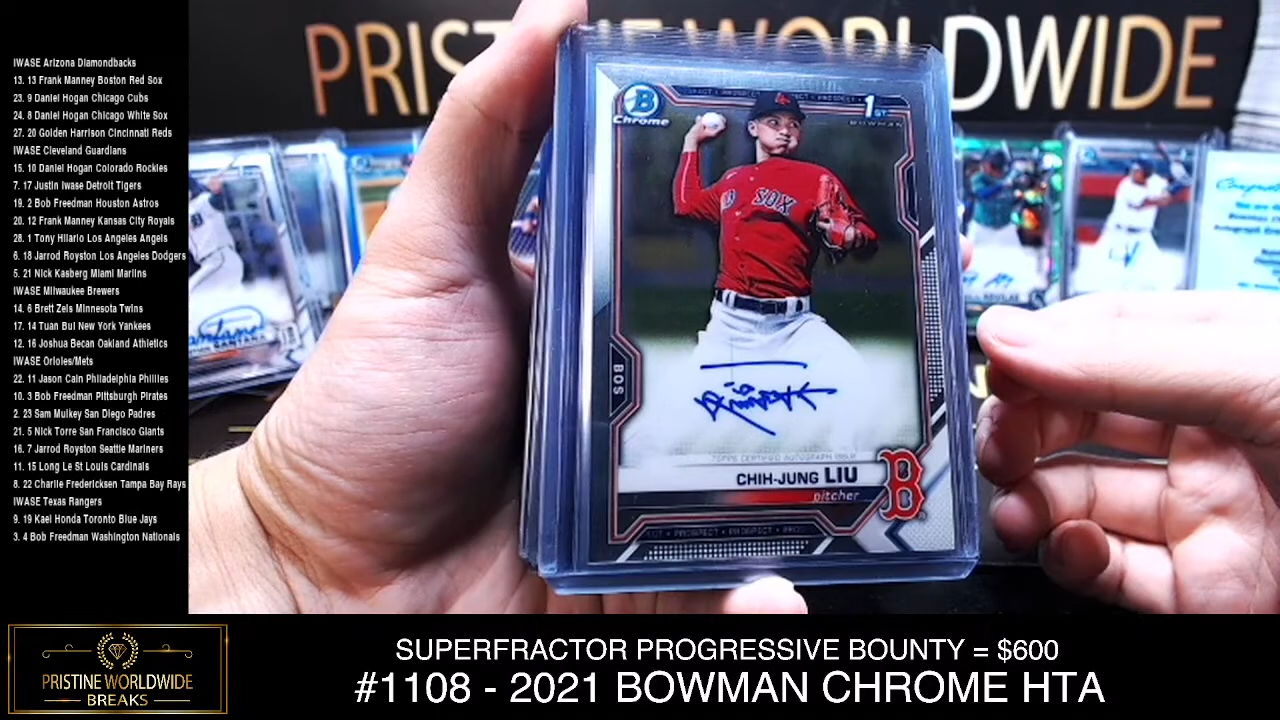 IWASE Arizona Diamondbacks
13. 13 Frank Manney Boston Red Sox
23. 9 Daniel Hogan Chicago Cubs
24. 8 Daniel Hogan Chicago White Sox
27. 20 Golden Harrison Cincinnati Reds
IWASE Cleveland Guardians
15. 10 Daniel Hogan Colorado Rockies
7. 17 Justin Iwase Detroit Tigers
19. 2 Bob Freedman Houston Astros
20. 12 Frank Manney Kansas City Royals
28. 1 Tony Hilario Los Angeles Angels
6. 18 Jarrod Royston Los Angeles Dodgers
5. 21 Nick Kasberg Miami Marlins
IWASE Milwaukee Brewers
14. 6 Brett Zels Minnesota Twins
17. 14 Tuan Bui New York Yankees
12. 16 Joshua Becan Oakland Athletics
IWASE Orioles/Mets
22. 11 Jason Cain Philadelphia Phillies
10. 3 Bob Freedman Pittsburgh Pirates
2. 23 Sam Mulkey San Diego Padres
21. 5 Nick Torre San Francisco Giants
16. 7 Jarrod Royston Seattle Mariners
11. 15 Long Le St Louis Cardinals
8. 22 Charlie Fredericksen Tampa Bay Rays
IWASE Texas Rangers
9. 19 Kael Honda Toronto Blue Jays
3. 4 Bob Freedman Washington Nationals
PRISTINE WORLDWIDE
B
Chrome
1ST
BOWMAN
SOX
BOS
TOPPS CERTIFIED AUTOGRAPH ISSUE
CHIH-JUNG LIU
pitcher
B
PROSPECT • PROSPECT
PRISTINE WORLDWIDE
BREAKS
SUPERFRACTOR PROGRESSIVE BOUNTY = $600
#1108 - 2021 BOWMAN CHROME HTA